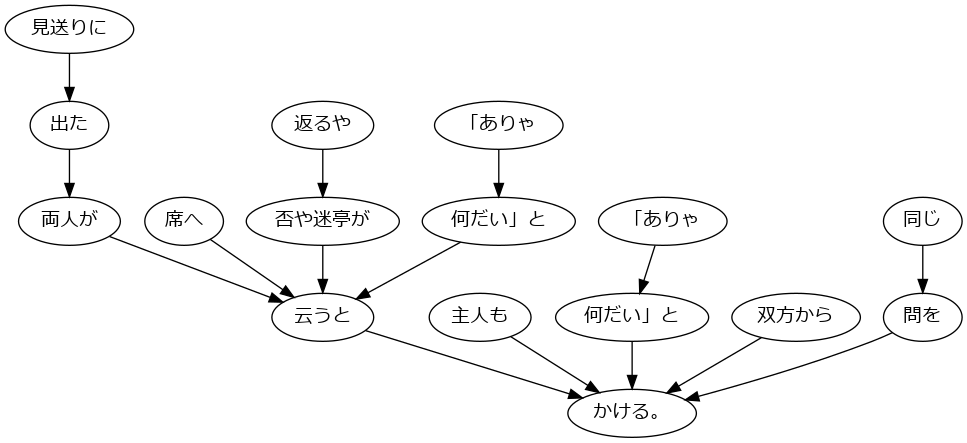 見送りに
出た
返るや
「ありゃ
両人が
席へ
否や迷亭が
何だい」と
「ありゃ
同じ
云うと
主人も
何だい」と
双方から
問を
かける。